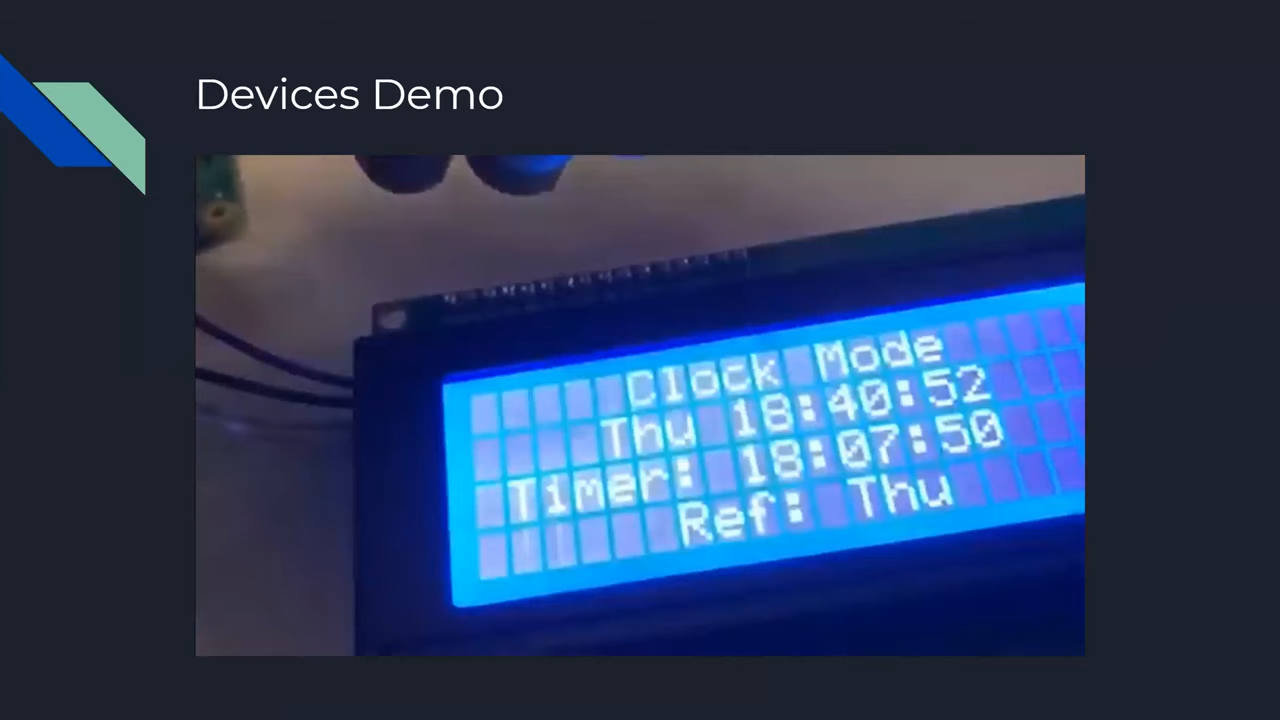 Devices Demo
Clock Mode
Thu 18:40:52
Timer: 18:07:50
Ref: Thu